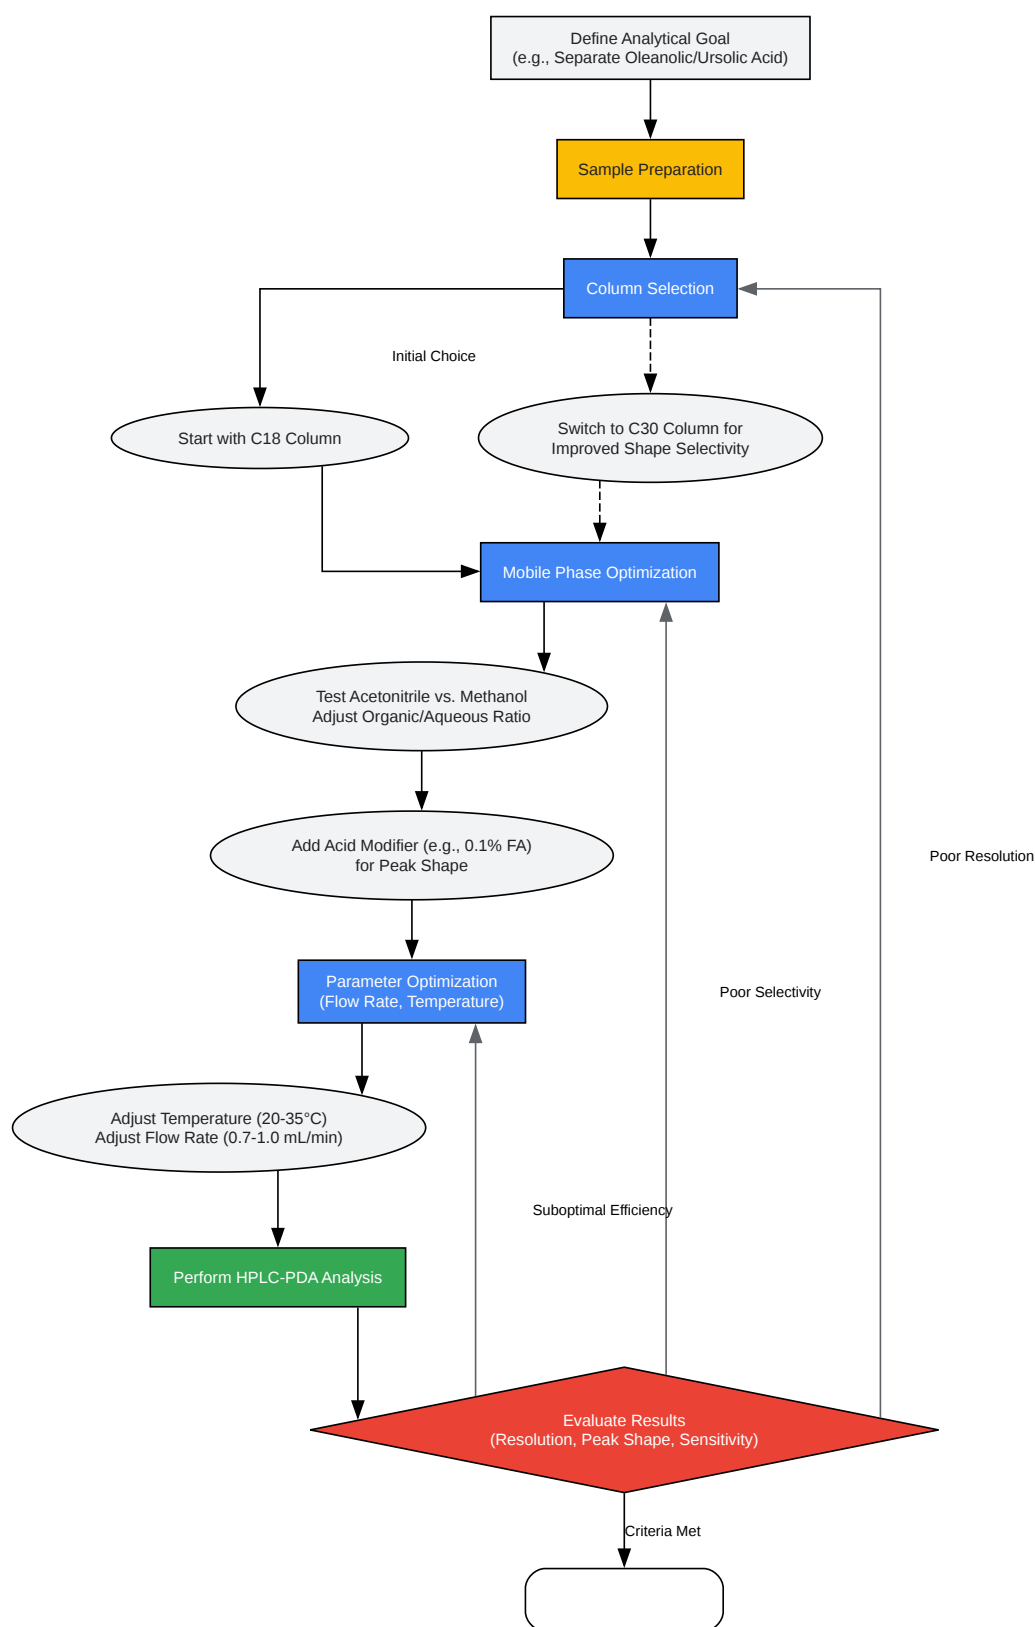 Define Analytical Goal
(e.g., Separate Oleanolic/Ursolic Acid)
Sample Preparation
Column Selection
Initial Choice
Start with C18 Column
Switch to C30 Column for
Improved Shape Selectivity
Mobile Phase Optimization
Test Acetonitrile vs. Methanol
Adjust Organic/Aqueous Ratio
Add Acid Modifier (e.g., 0.1% FA)
for Peak Shape
Poor Resolution
Parameter Optimization
(Flow Rate, Temperature)
Poor Selectivity
Adjust Temperature (20-35°C)
Adjust Flow Rate (0.7-1.0 mL/min)
Suboptimal Efficiency
Perform HPLC-PDA Analysis
Evaluate Results
(Resolution, Peak Shape, Sensitivity)
Criteria Met